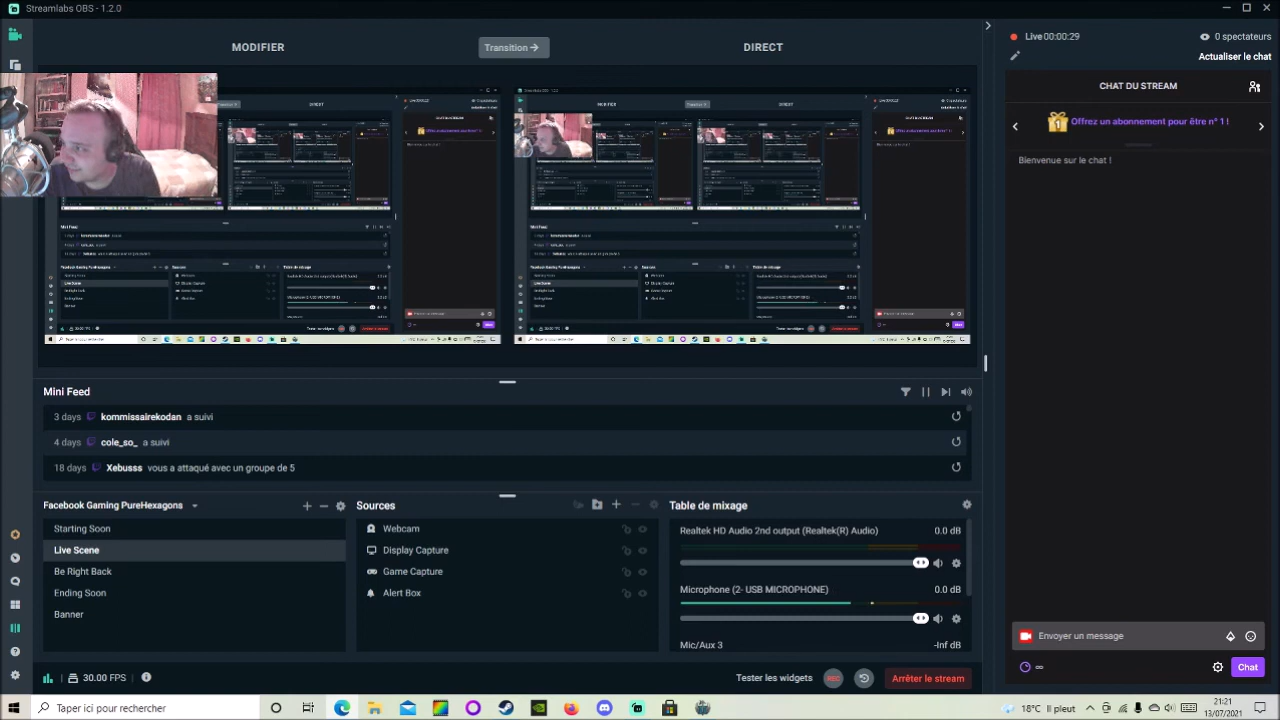 Streamlabs OBS - 1.2.0
MODIFIER
Transition
DIRECT
Live 00:00:29
0 spectateurs
Actualiser le chat
CHAT DU STREAM
Offrez un abonnement pour être n° 1 !
Bienvenue sur le chat !
Mini Feed
3 days kommissairekodan a suivi
4 days cole_so_ a suivi
18 days Xebusss vous a attaqué avec un groupe de 5
Facebook Gaming PureHexagons
Starting Soon
Live Scene
Be Right Back
Ending Soon
Banner
Sources
Webcam
Display Capture
Game Capture
Alert Box
Table de mixage
Realtek HD Audio 2nd output (Realtek(R) Audio) 0.0 dB
Microphone (2- USB MICROPHONE) 0.0 dB
Mic/Aux 3 -Inf dB
Envoyer un message
Chat
30.00 FPS
Tester les widgets
REC
Arrêter le stream
Taper ici pour rechercher
18°C Il pleut
21:21
13/07/2021